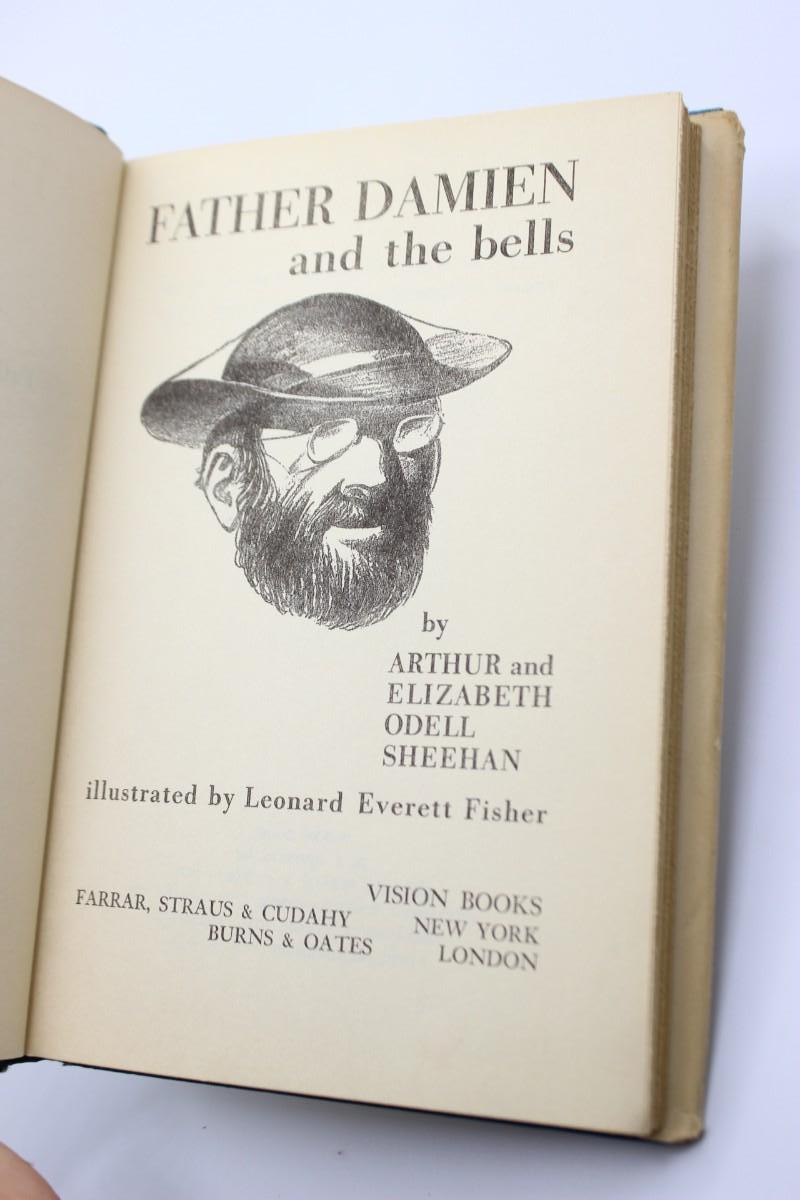 FATHER DAMIEN
and the bells
by
ARTHUR and
ELIZABETH
ODELL
SHEEHAN
illustrated by Leonard Everett Fisher
VISION BOOKS
FARRAR, STRAUS & CUDAHY NEW YORK
BURNS & OATES LONDON